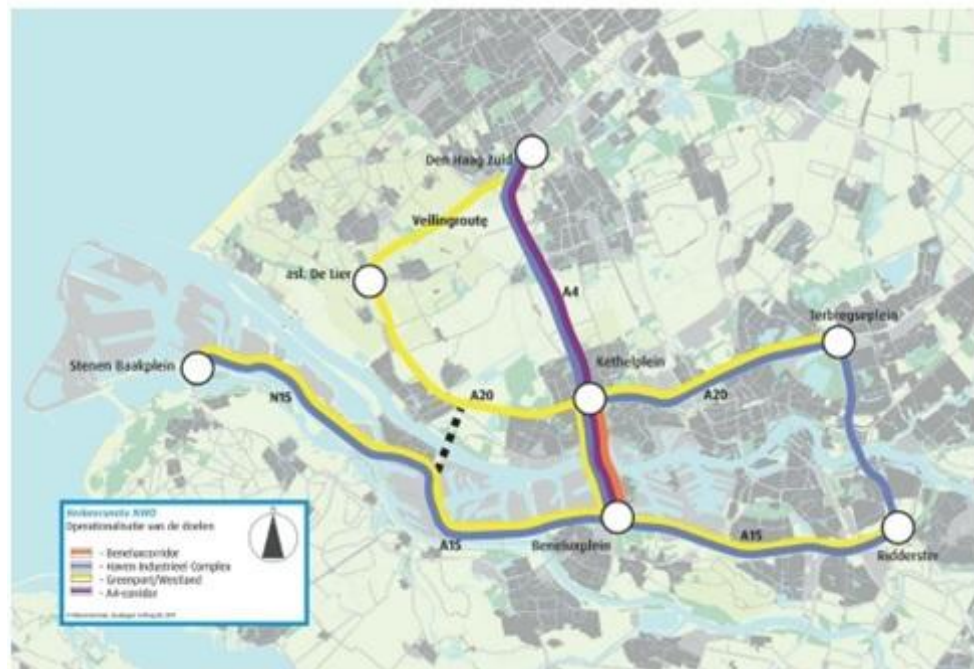 Den Haag Zuid
Veilingroute
asl. De Lier
A4
Terbregseplein
Stenen Baakplein
Kethelplein
N15
A20
A20
A15
Beneluxplein
A15
Ridderster
NWO
Operationalisatie van de doelen
- Beneluxcorridor
- Haven Industrieel Complex
- Greenport/Westland
- A4-corridor